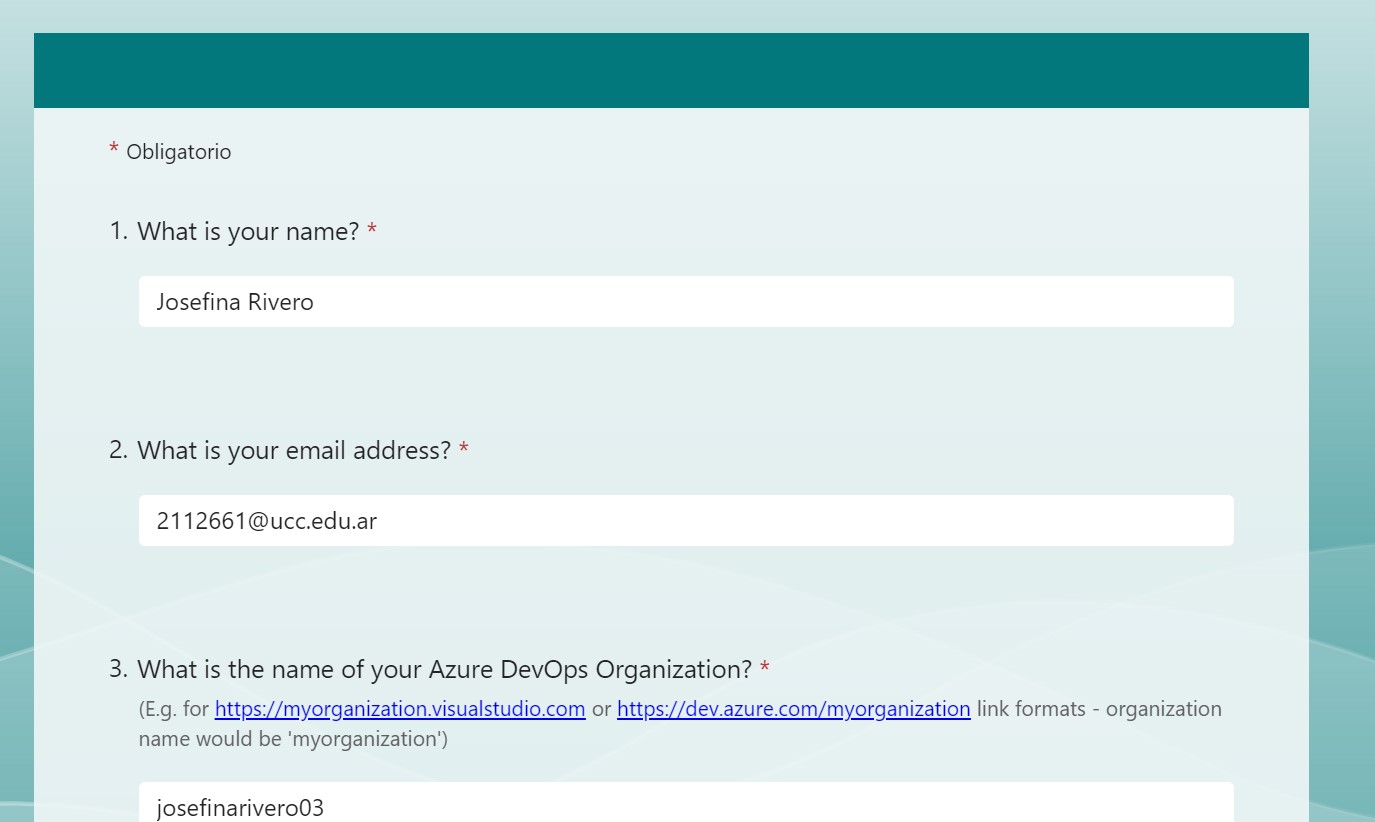 * Obligatorio
1. What is your name? *
Josefina Rivero
2. What is your email address? *
2112661@ucc.edu.ar
3. What is the name of your Azure DevOps Organization? *
(E.g. for https://myorganization.visualstudio.com or https://dev.azure.com/myorganization link formats - organization
name would be 'myorganization')
josefinarivero03